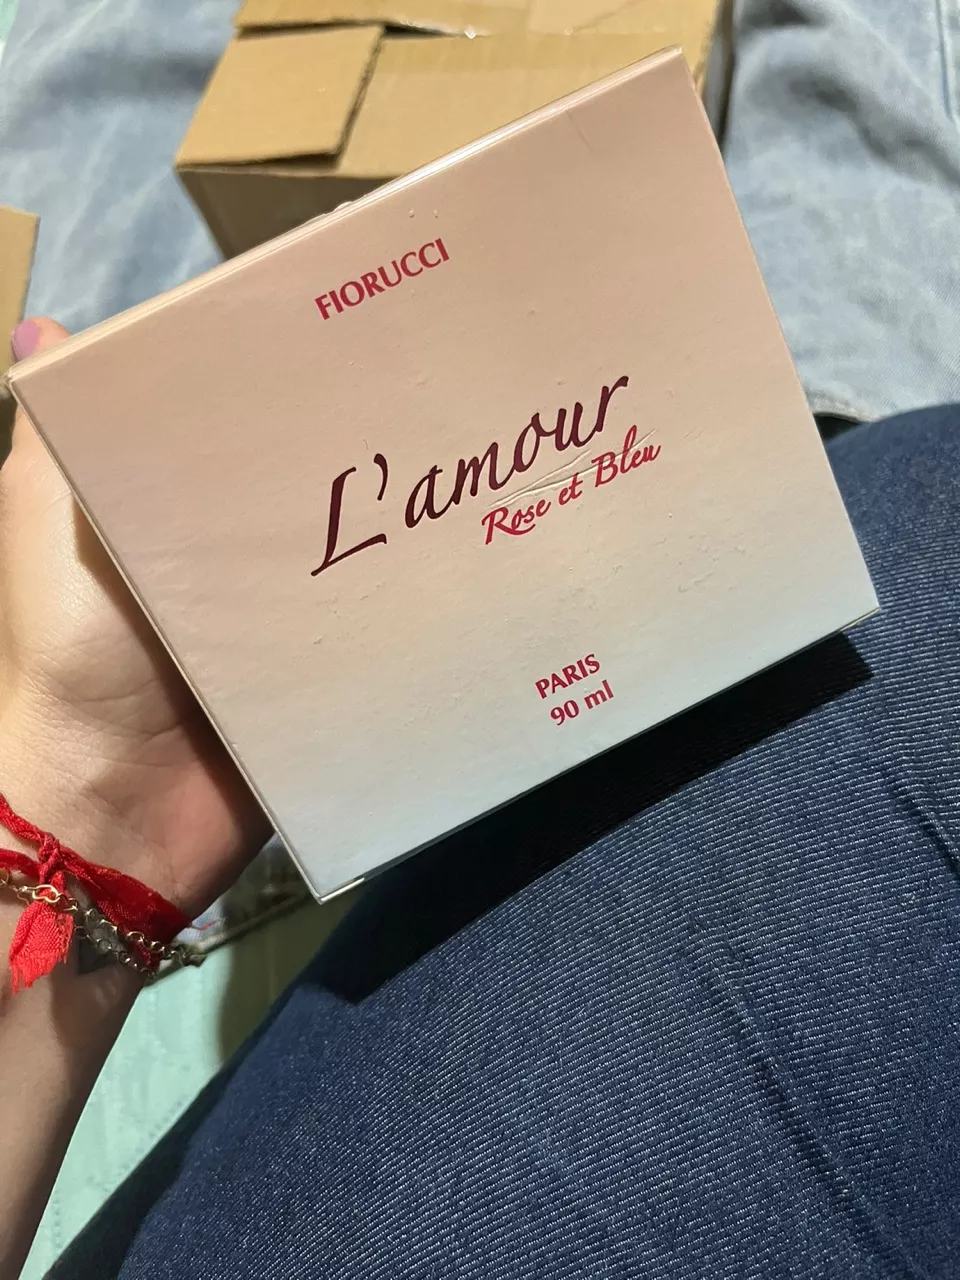 FIORUCCI
L'amour
Rose et Bleu
PARIS
90 ml